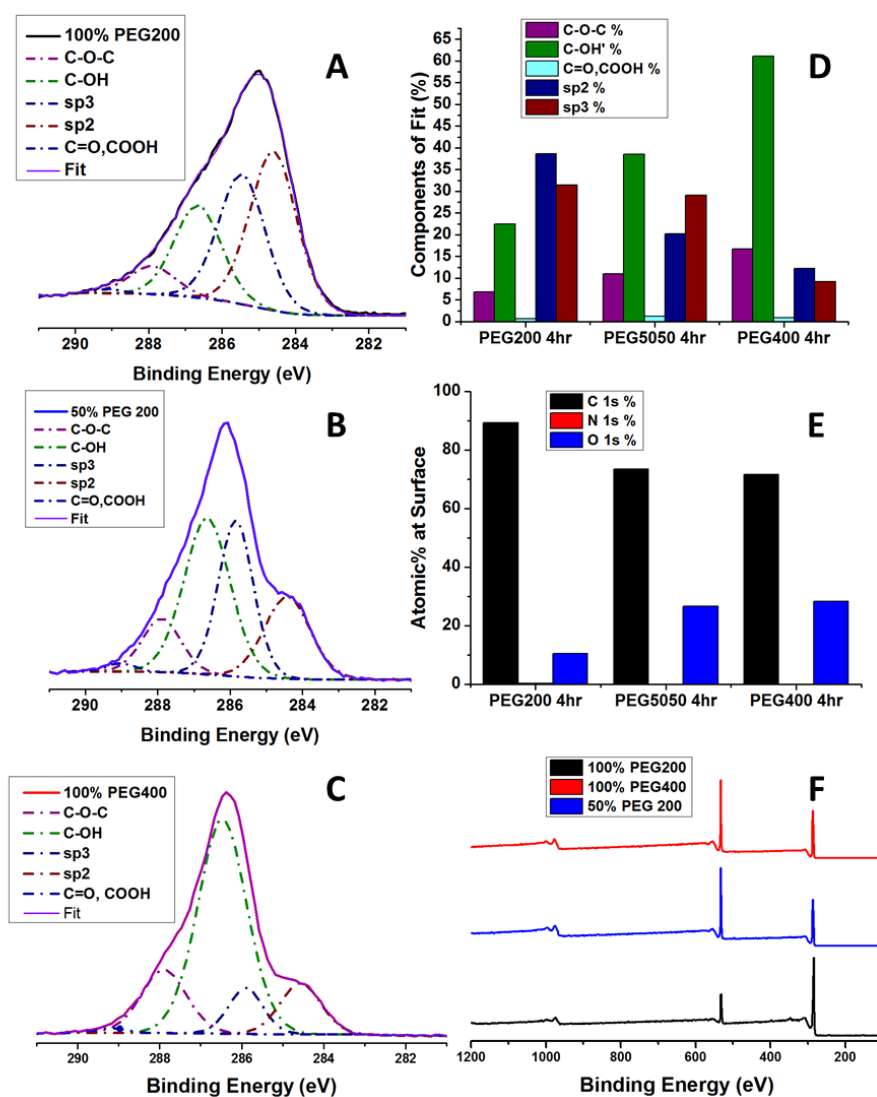 100% PEG200
C-O-C
C-OH
sp3
sp2
C=O,COOH
Fit
A
290 288 286 284 282
Binding Energy (eV)
C-O-C %
C-OH' %
C=O,COOH %
sp2 %
sp3 %
D
Components of Fit (%)
65
60
55
50
45
40
35
30
25
20
15
10
5
0
PEG200 4hr PEG5050 4hr PEG400 4hr
50% PEG 200
C-O-C
C-OH
sp3
sp2
C=O,COOH
Fit
B
290 288 286 284 282
Binding Energy (eV)
C 1s %
N 1s %
O 1s %
E
Atomic% at Surface
80
60
40
20
0
PEG200 4hr PEG5050 4hr PEG400 4hr
100% PEG400
C-O-C
C-OH
sp3
sp2
C=O, COOH
Fit
C
290 288 286 284 282
Binding Energy (eV)
100% PEG200
100% PEG400
50% PEG 200
F
1200 1000 800 600 400 200
Binding Energy (eV)